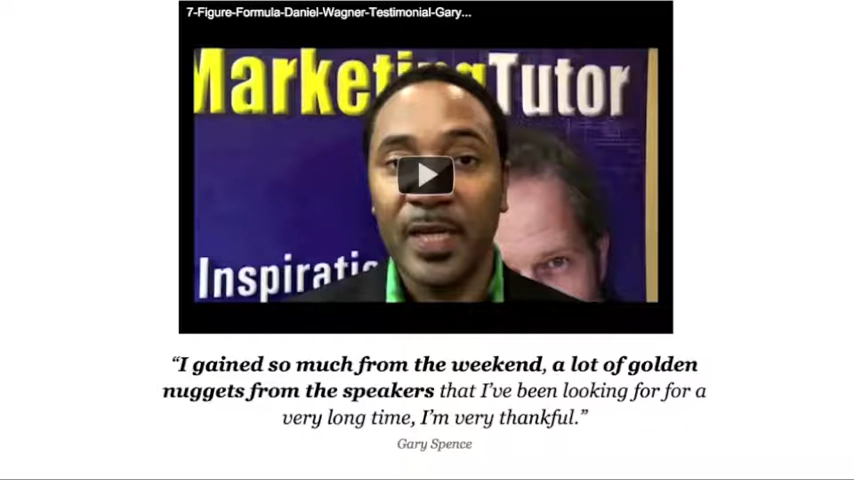 7-Figure-Formula-Daniel-Wagner-Testimonial-Gary...
MarketingTutor
Inspiratio
“I gained so much from the weekend, a lot of golden
nuggets from the speakers that I’ve been looking for for a
very long time, I’m very thankful.”
Gary Spence